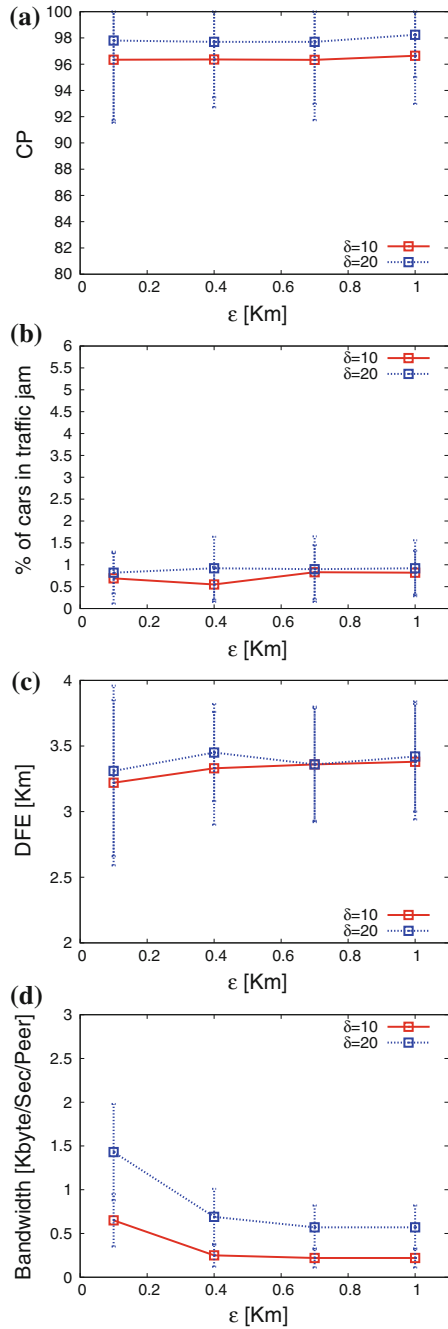 (a)
100
98
96
94
92
90
88
86
84
82
80
CP
δ=10
δ=20
0 0.2 0.4 0.6 0.8 1
ε [Km]
(b)
6
5.5
5
4.5
4
3.5
3
2.5
2
1.5
1
0.5
0
% of cars in traffic jam
δ=10
δ=20
0 0.2 0.4 0.6 0.8 1
ε [Km]
(c)
4
3.5
3
2.5
2
DFE [Km]
δ=10
δ=20
0 0.2 0.4 0.6 0.8 1
ε [Km]
(d)
3
2.5
2
1.5
1
0.5
0
Bandwidth [Kbyte/Sec/Peer]
δ=10
δ=20
0 0.2 0.4 0.6 0.8 1
ε [Km]